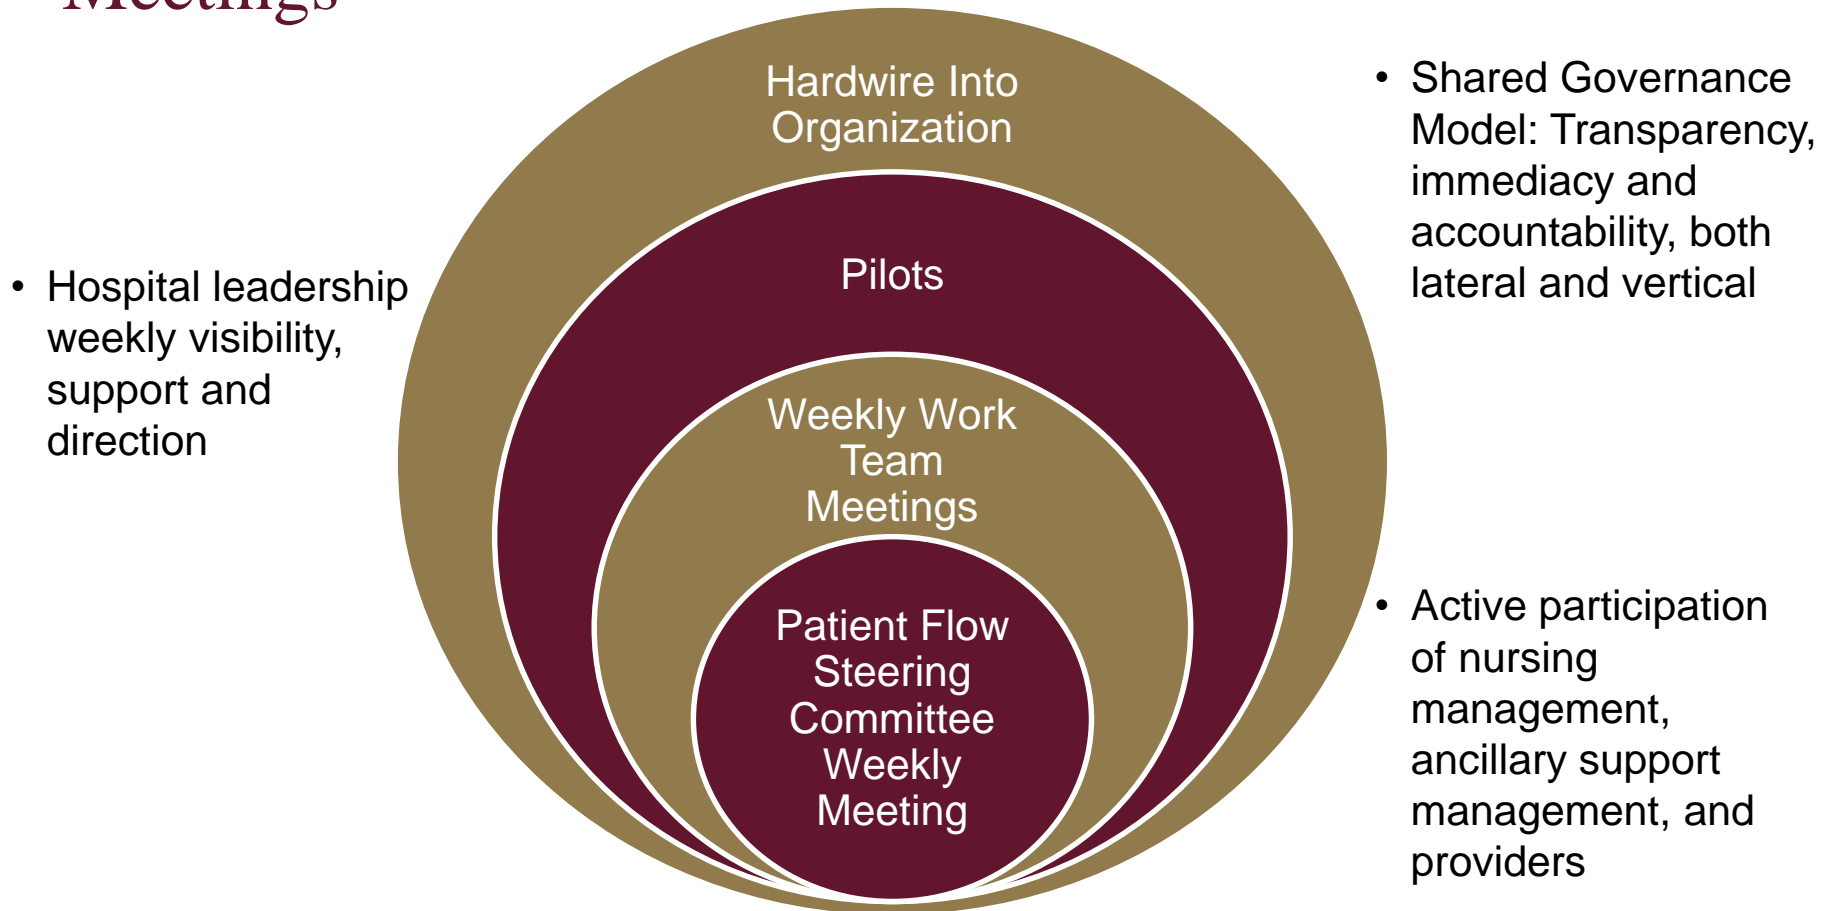 Meetings
Hardwire Into
Organization
Pilots
Weekly Work
Team
Meetings
Patient Flow
Steering
Committee
Weekly
Meeting
• Hospital leadership
weekly visibility,
support and
direction
• Shared Governance
Model: Transparency,
immediacy and
accountability, both
lateral and vertical
• Active participation
of nursing
management,
ancillary support
management, and
providers